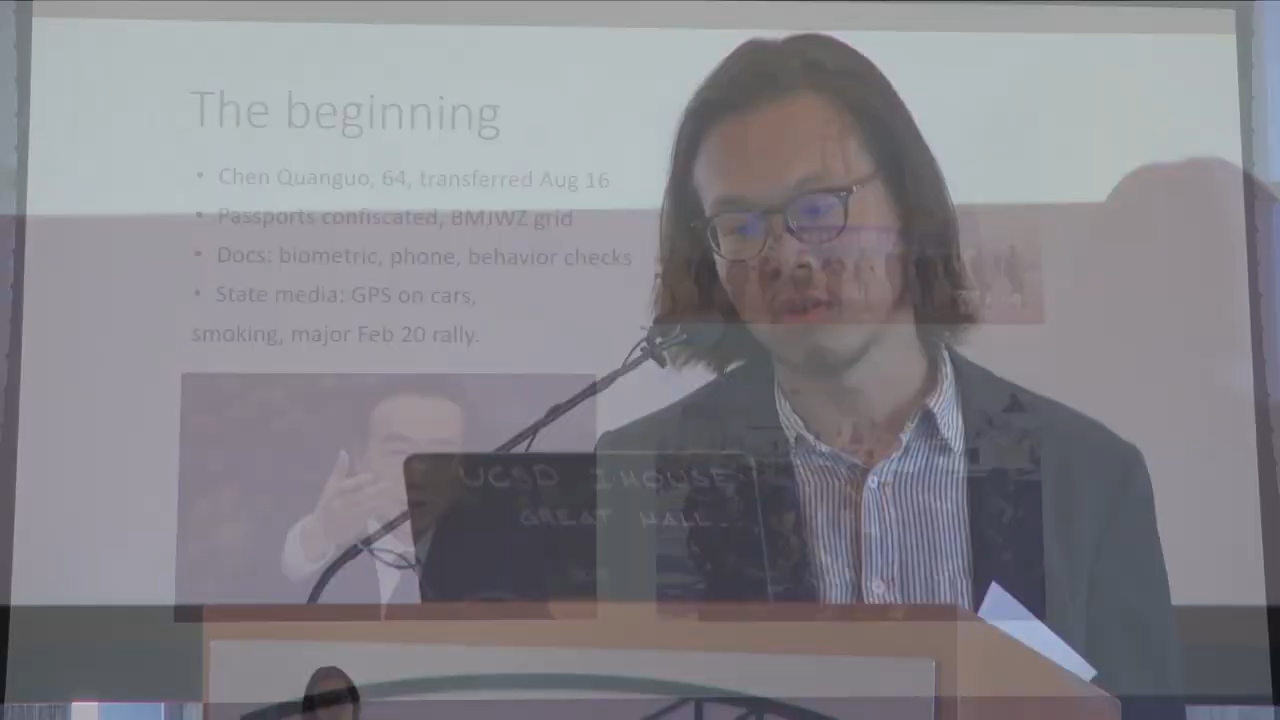 The beginning
• Chen Quanguo, 64, transferred Aug 16
• Passports confiscated, BMJWZ grid
• Docs: biometric, phone, behavior checks
• State media: GPS on cars,
smoking, major Feb 20 rally.
UCSD I.HOUSE
GREAT HALL.